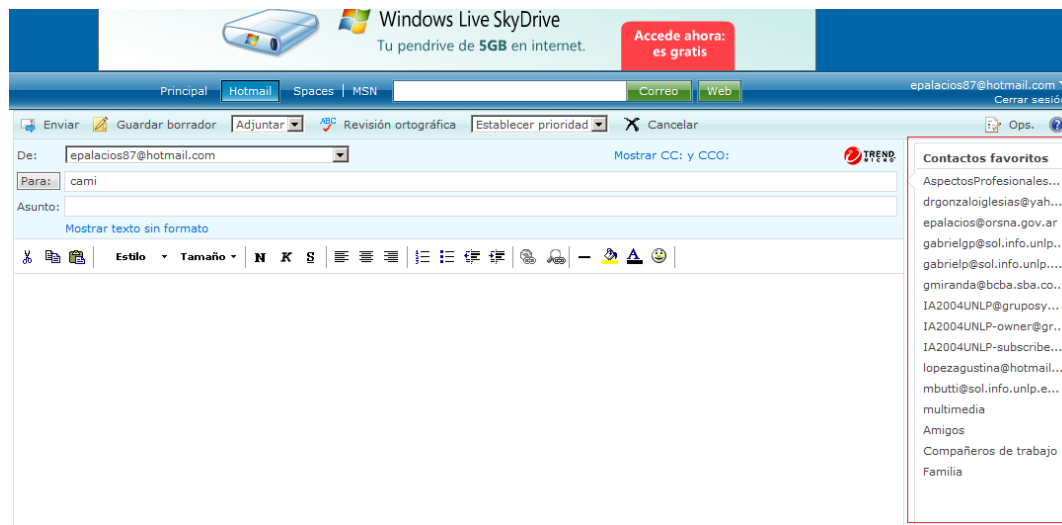 Windows Live SkyDrive
Tu pendrive de 5GB en internet.
Accede ahora:
es gratis
Principal Hotmail Spaces | MSN Correo Web
epalacios87@hotmail.com
Cerrar sesión
Enviar Guardar borrador Adjuntar ABC Revisión ortográfica Establecer prioridad Cancelar Ops.
De: epalacios87@hotmail.com Mostrar CC: y CCO: TREND MICRO
Para: cami
Asunto:
Mostrar texto sin formato
Estilo Tamaño N K S
Contactos favoritos
AspectosProfesionales...
drgonzaloiglesias@yah...
epalacios@orsna.gov.ar
gabrielgp@sol.info.unlp...
gabrielp@sol.info.unlp....
gmiranda@bcba.sba.co...
IA2004UNLP@gruposy...
IA2004UNLP-owner@gr...
IA2004UNLP-subscribe...
lopezagustina@hotmail...
mbutti@sol.info.unlp.e...
multimedia
Amigos
Compañeros de trabajo
Familia